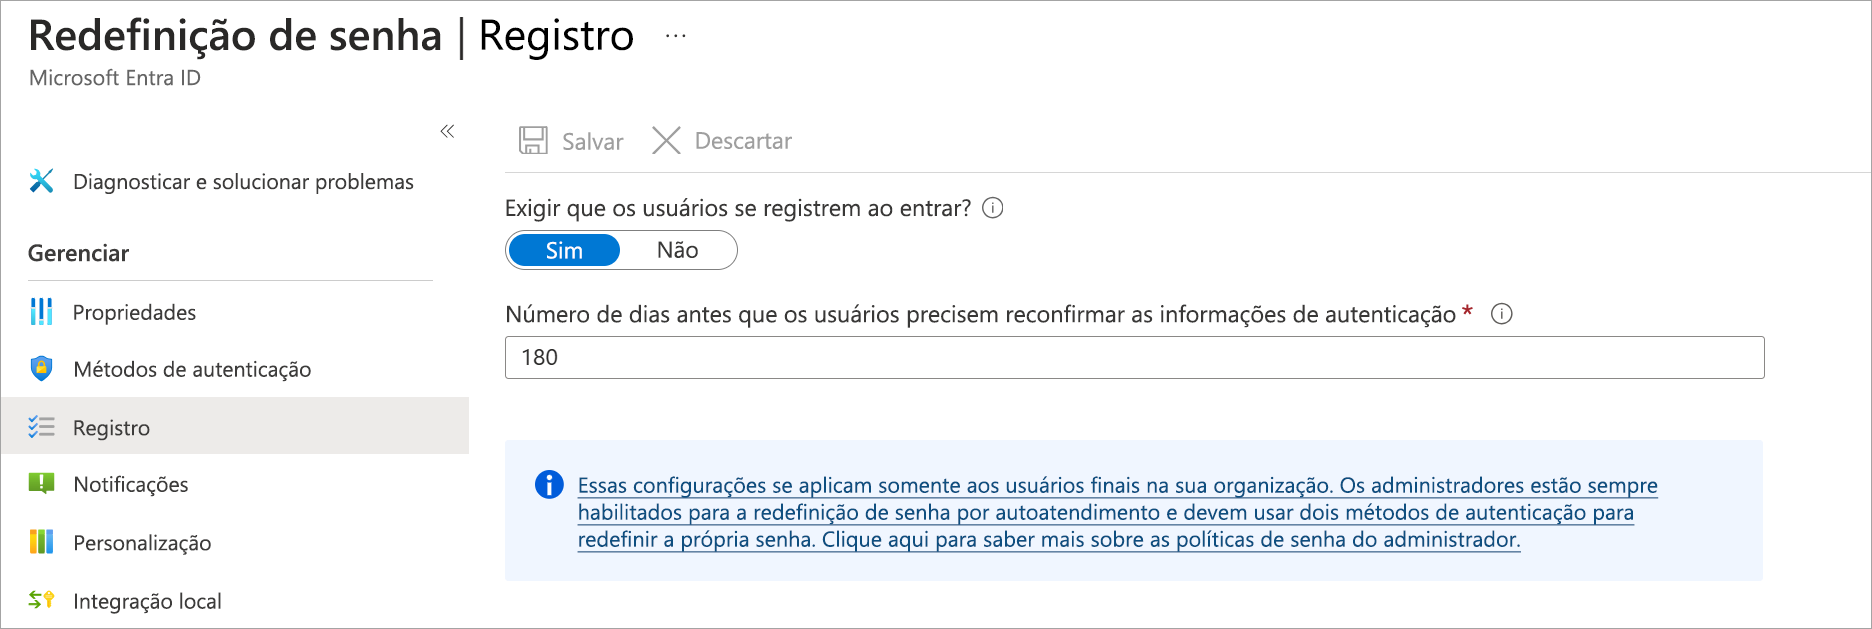 Redefinição de senha | Registro ...
Microsoft Entra ID
Diagnosticar e solucionar problemas
Gerenciar
Propriedades
Métodos de autenticação
Registro
Notificações
Personalização
Integração local
Salvar
Descartar
Exigir que os usuários se registrem ao entrar?
Sim
Não
Número de dias antes que os usuários precisem reconfirmar as informações de autenticação *
180
Essas configurações se aplicam somente aos usuários finais na sua organização. Os administradores estão sempre
habilitados para a redefinição de senha por autoatendimento e devem usar dois métodos de autenticação para
redefinir a própria senha. Clique aqui para saber mais sobre as políticas de senha do administrador.